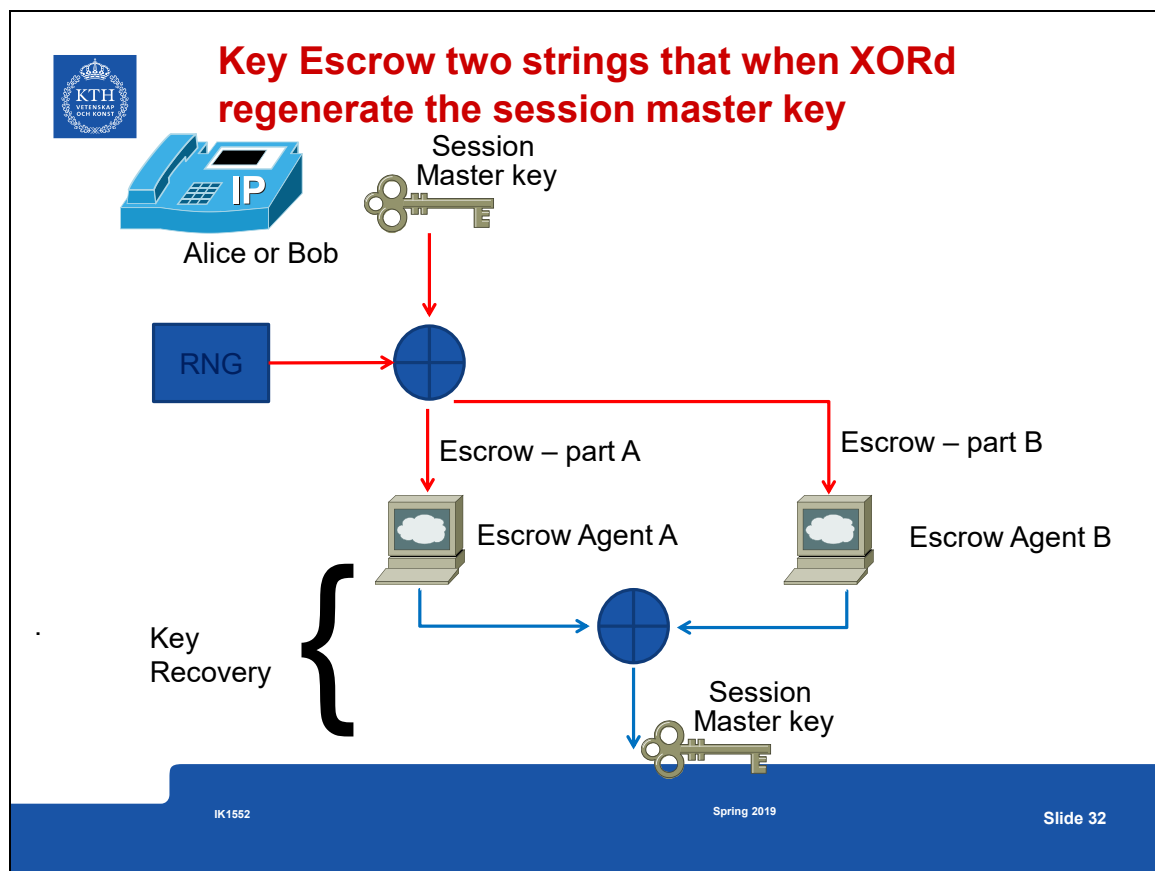 Key Escrow two strings that when XORd
regenerate the session master key
KTH
VETENSKAP
OCH KONST
IP
Alice or Bob
Session
Master key
RNG
Escrow – part A
Escrow – part B
Escrow Agent A
Escrow Agent B
.
Key
Recovery
{
Session
Master key
IK1552
Spring 2019
Slide 32